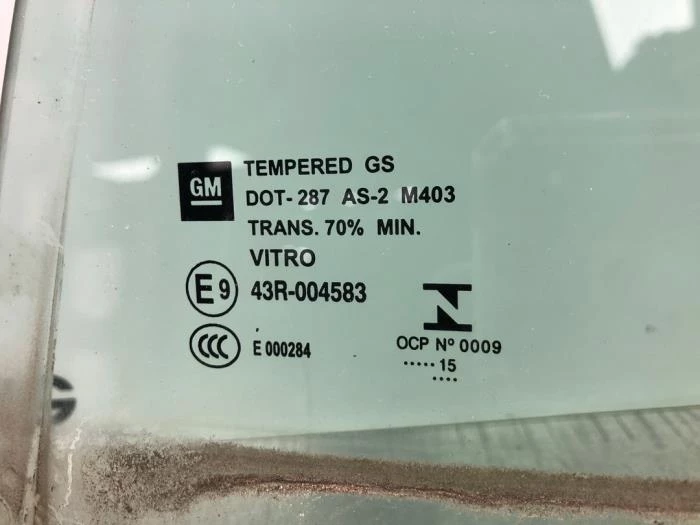 GM
TEMPERED GS
DOT-287 AS-2 M403
TRANS. 70% MIN.
VITRO
E9 43R-004583
CCC E 000284
N
OCP Nº 0009
..... 15
....
G